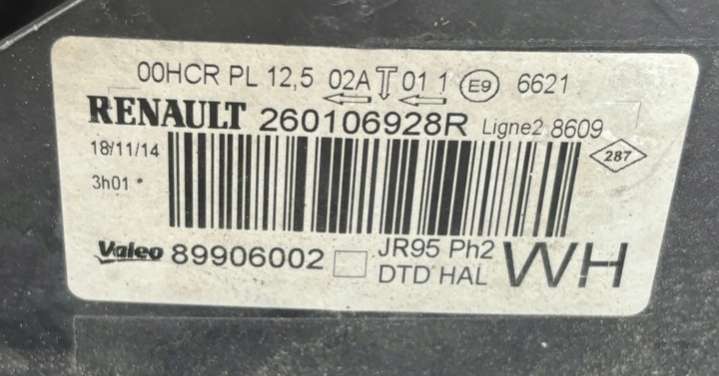 00HCR PL 12,5 02A 01 1 E9 6621
RENAULT 260106928R Ligne2 8609
18/11/14
287
3h01 *
Valeo 89906002 JR95 Ph2 WH
DTD HAL